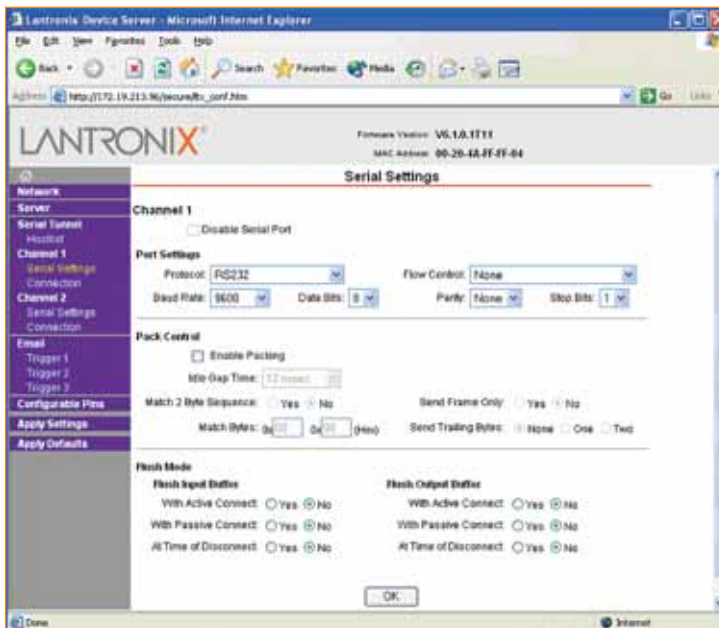 Lantronix Device Server - Microsoft Internet Explorer
File Edit View Favorites Tools Help
Back Search Favorites Media
Address http://172.19.213.96/secure/ltx_conf.htm Go Links
LANTRONIX®
Firmware Version: V6.1.0.1T11
MAC Address: 00-20-4A-FF-FF-04
Serial Settings
Network
Server
Serial Tunnel
Hostlist
Channel 1
Serial Settings
Connection
Channel 2
Serial Settings
Connection
Email
Trigger 1
Trigger 2
Trigger 3
Configurable Pins
Apply Settings
Apply Defaults
Channel 1
Disable Serial Port
Port Settings
Protocol: RS232 Flow Control: None
Baud Rate: 9600 Data Bits: 8 Parity: None Stop Bits: 1
Pack Control
Enable Packing
Idle Gap Time: 12 msec
Match 2 Byte Sequence: Yes No Send Frame Only: Yes No
Match Bytes: 0x 0x (Hex) Send Trailing Bytes: None One Two
Flush Mode
Flush Input Buffer Flush Output Buffer
With Active Connect: Yes No With Active Connect: Yes No
With Passive Connect: Yes No With Passive Connect: Yes No
At Time of Disconnect: Yes No At Time of Disconnect: Yes No
OK
Done Internet